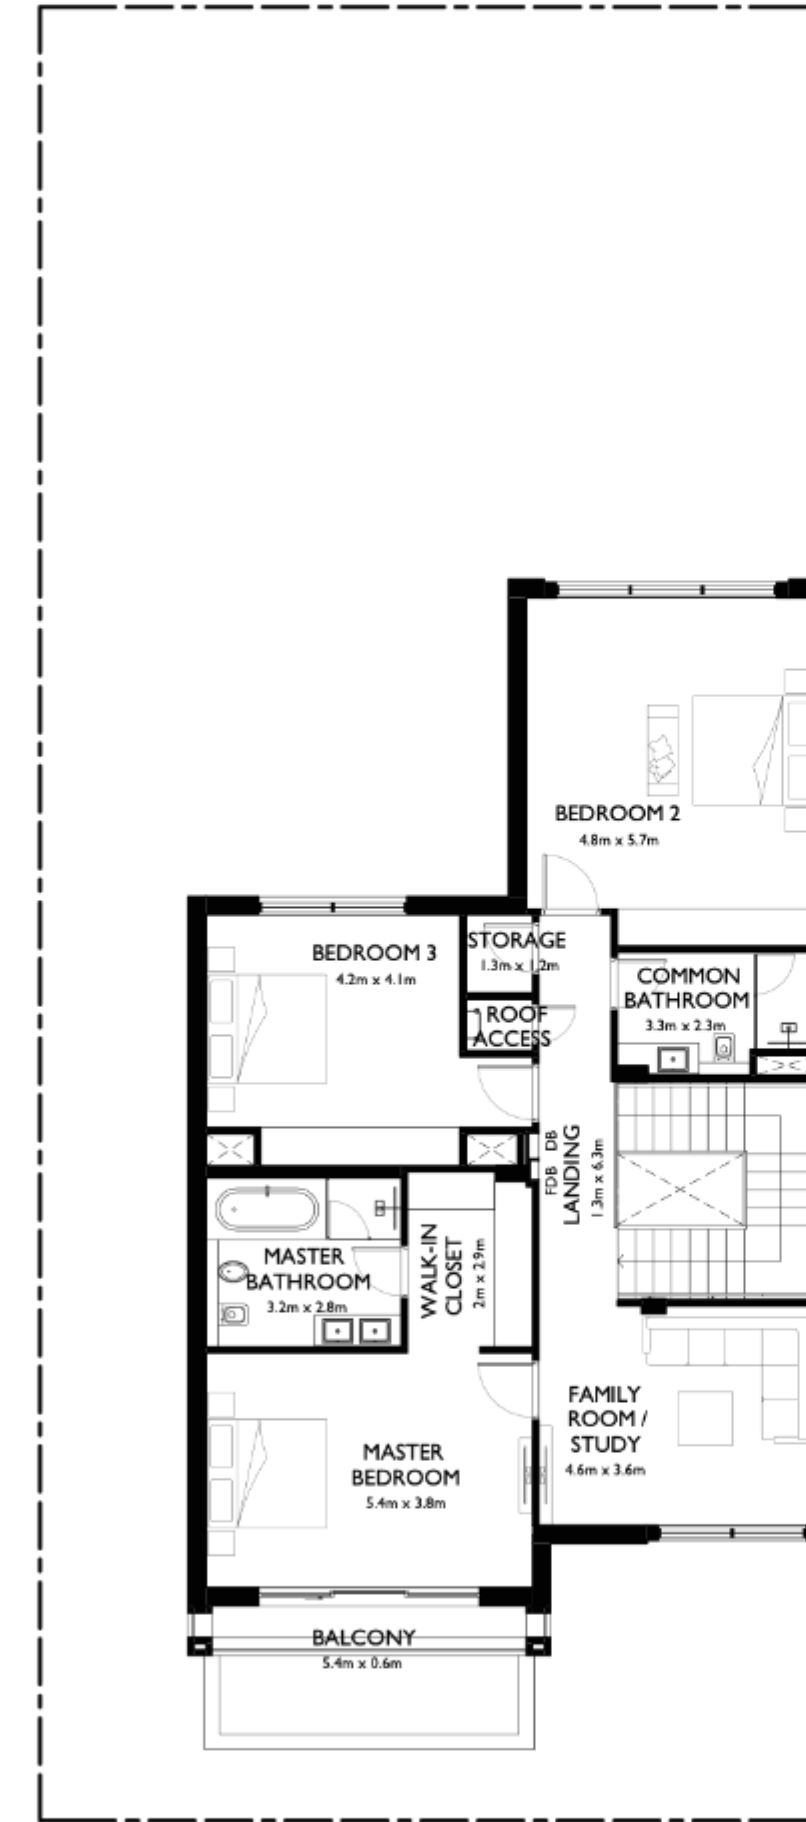 BEDROOM 2
4.8m x 5.7m
BEDROOM 3
4.2m x 4.1m
STORAGE
1.3m x 1.2m
ROOF
ACCESS
COMMON
BATHROOM
3.3m x 2.3m
FDB DB
LANDING
1.3m x 6.3m
MASTER
BATHROOM
3.2m x 2.8m
WALK-IN
CLOSET
2m x 2.9m
FAMILY
ROOM /
STUDY
4.6m x 3.6m
MASTER
BEDROOM
5.4m x 3.8m
BALCONY
5.4m x 0.6m